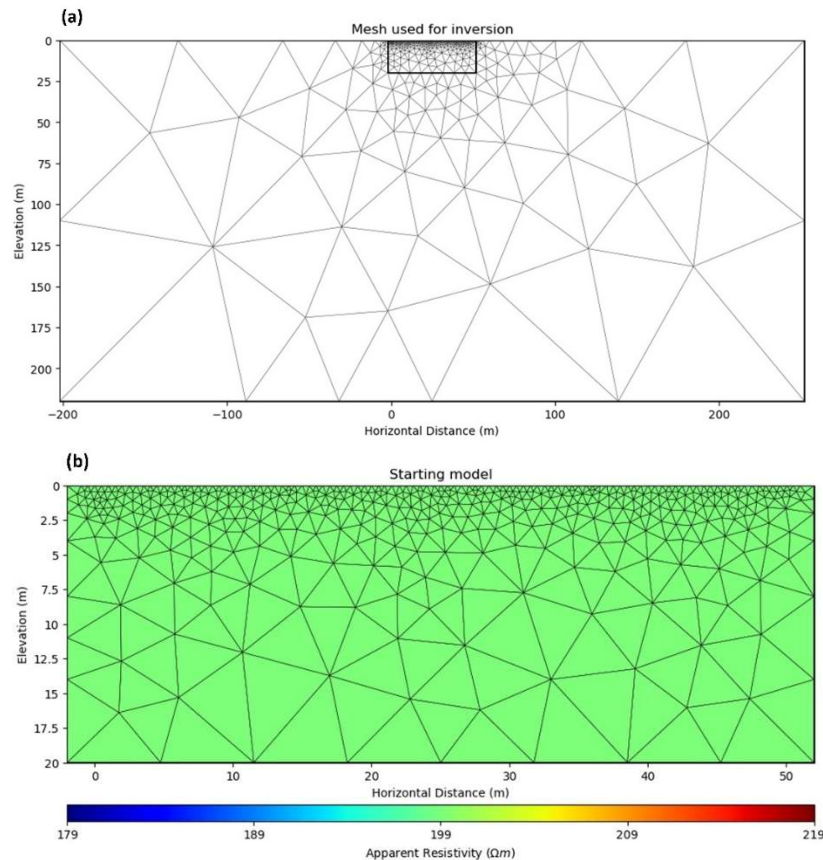 (a)
Mesh used for inversion
0
25
50
75
100
125
150
175
200
Elevation (m)
−200 −100 0 100 200
Horizontal Distance (m)
(b)
Starting model
0
2.5
5
7.5
10
12.5
15
17.5
20
Elevation (m)
0 10 20 30 40 50
Horizontal Distance (m)
179 189 199 209 219
Apparent Resistivity (Ωm)